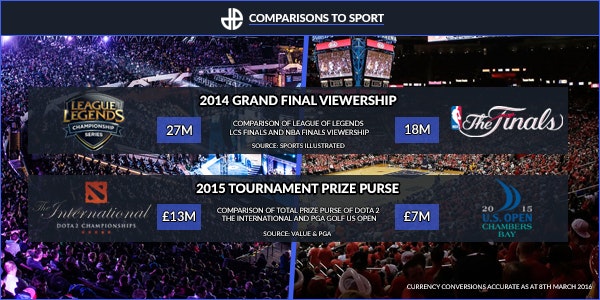 COMPARISONS TO SPORT
2014 GRAND FINAL VIEWERSHIP
LEAGUE
of
LEGENDS
CHAMPIONSHIP
SERIES
27M
COMPARISON OF LEAGUE OF LEGENDS
LCS FINALS AND NBA FINALS VIEWERSHIP
SOURCE: SPORTS ILLUSTRATED
18M
NBA
The Finals
2015 TOURNAMENT PRIZE PURSE
The
International
DOTA 2 CHAMPIONSHIPS
£13M
COMPARISON OF TOTAL PRIZE PURSE OF DOTA 2
THE INTERNATIONAL AND PGA GOLF US OPEN
SOURCE: VALUE & PGA
£7M
20 15
U.S. OPEN
CHAMBERS
BAY
CURRENCY CONVERSIONS ACCURATE AS AT 8TH MARCH 2016